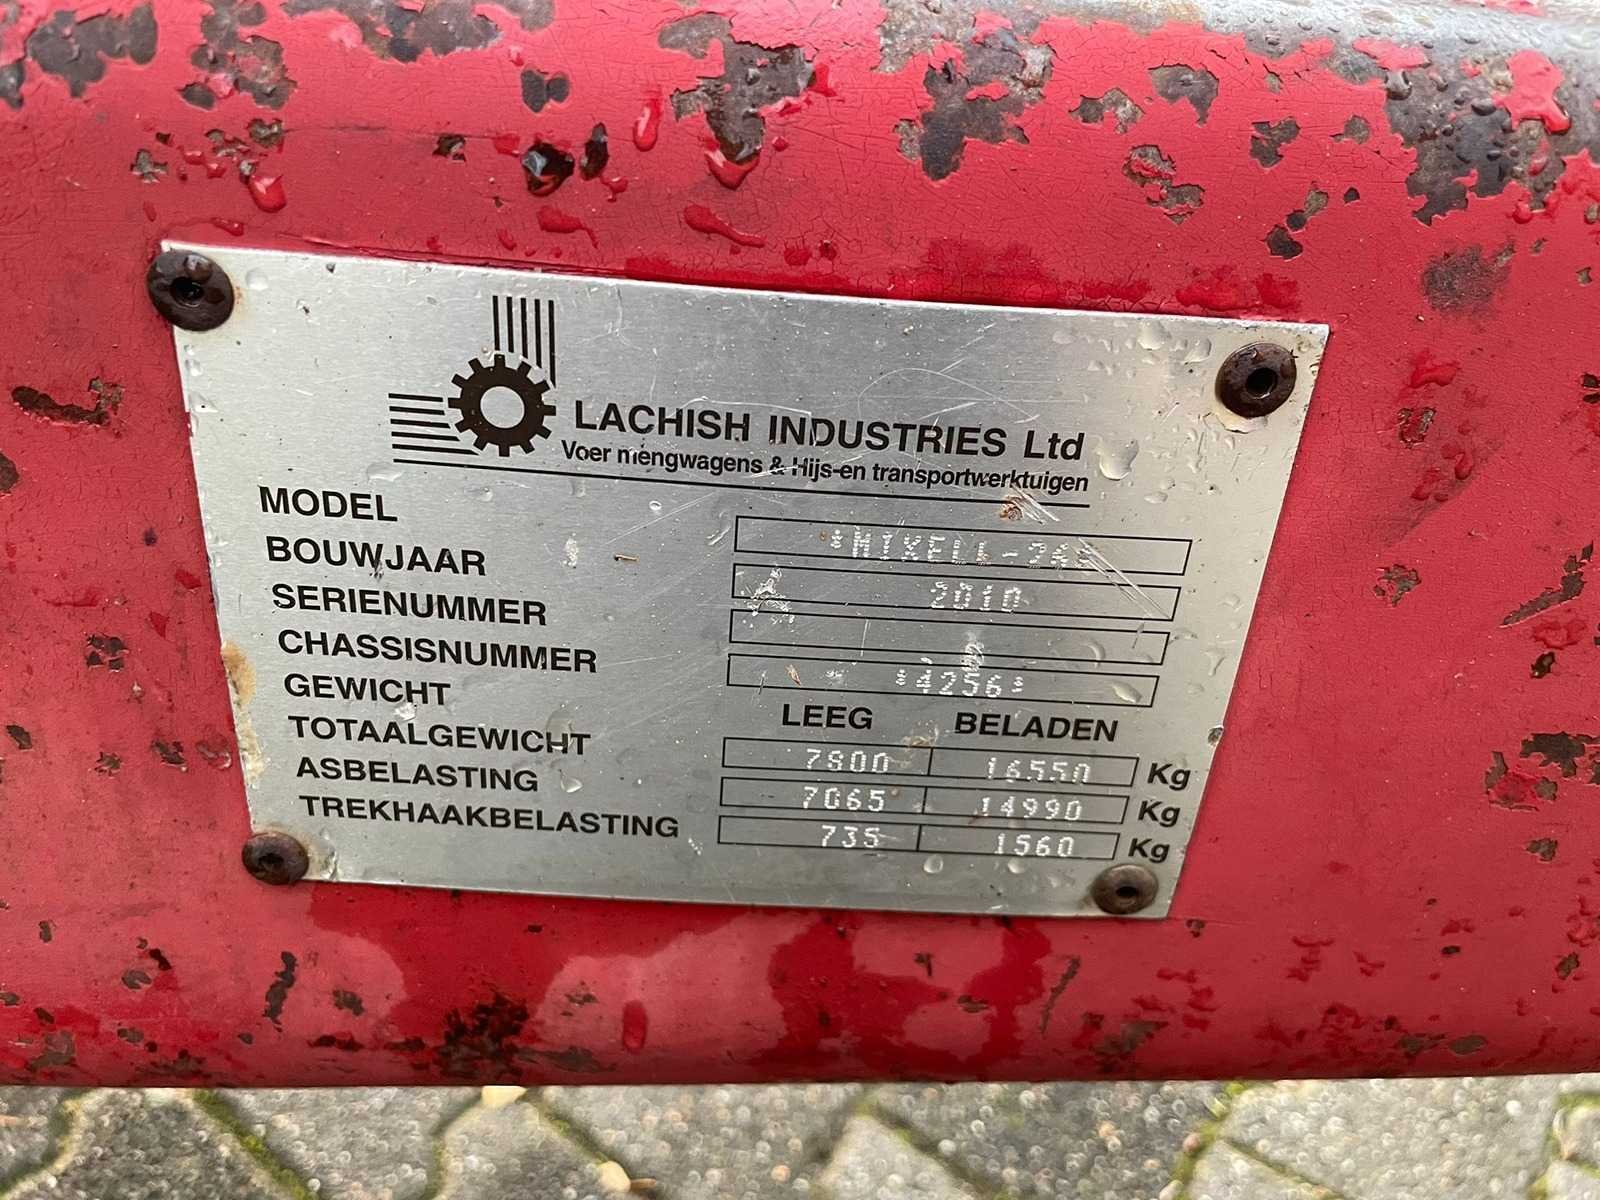 LACHISH INDUSTRIES Ltd
Voer mengwagens & Hijs-en transportwerktuigen
MODEL
BOUWJAAR 2010
SERIENUMMER
CHASSISNUMMER *4256*
GEWICHT LEEG BELADEN
TOTAALGEWICHT 7800 16550 Kg
ASBELASTING 7065 14990 Kg
TREKHAAKBELASTING 735 1560 Kg